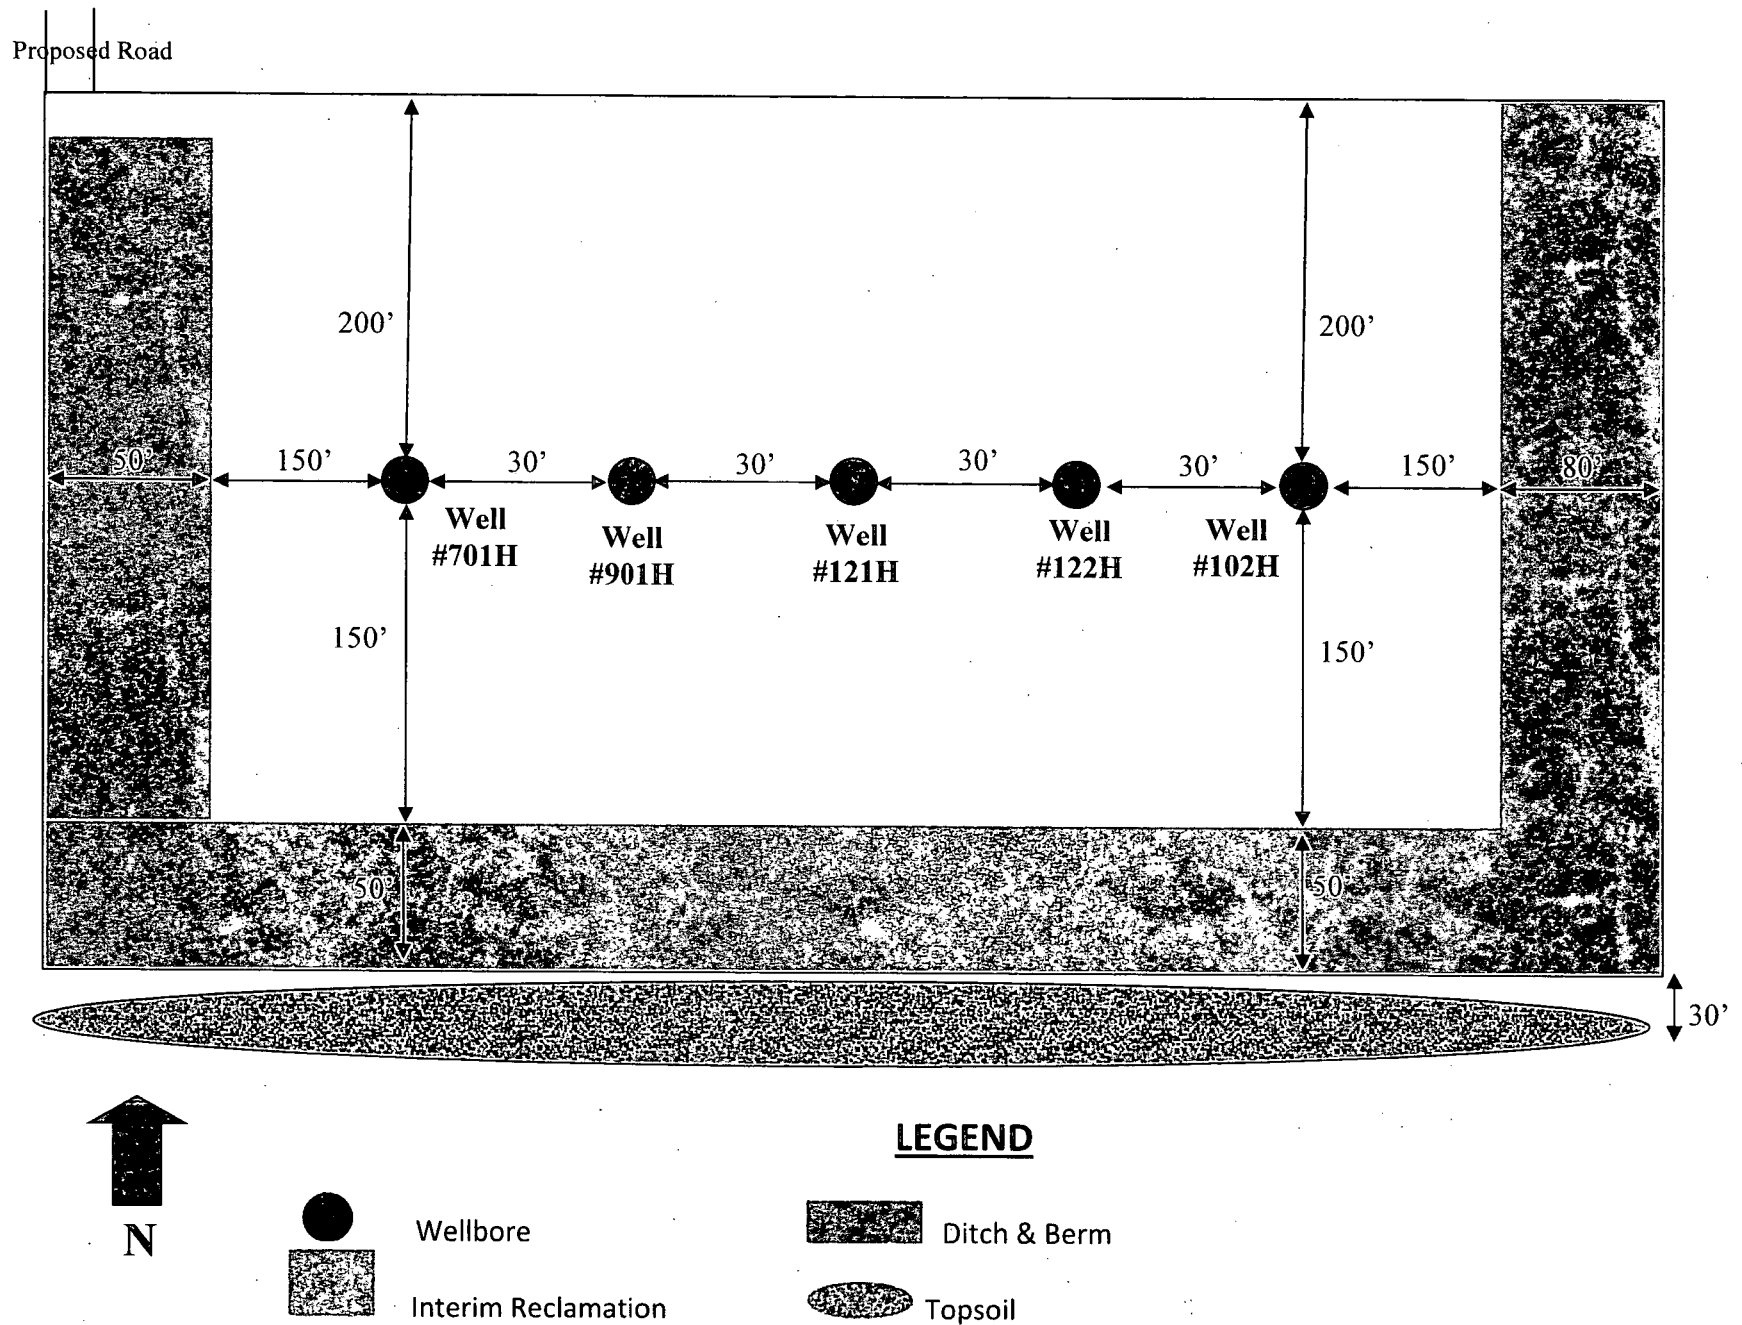 Proposed Road
200’
200’
50’
150’
30’
30’
30’
30’
150’
80’
Well
#701H
Well
#901H
Well
#121H
Well
#122H
Well
#102H
150’
150’
50’
50’
30’
N
LEGEND
Wellbore
Ditch & Berm
Interim Reclamation
Topsoil